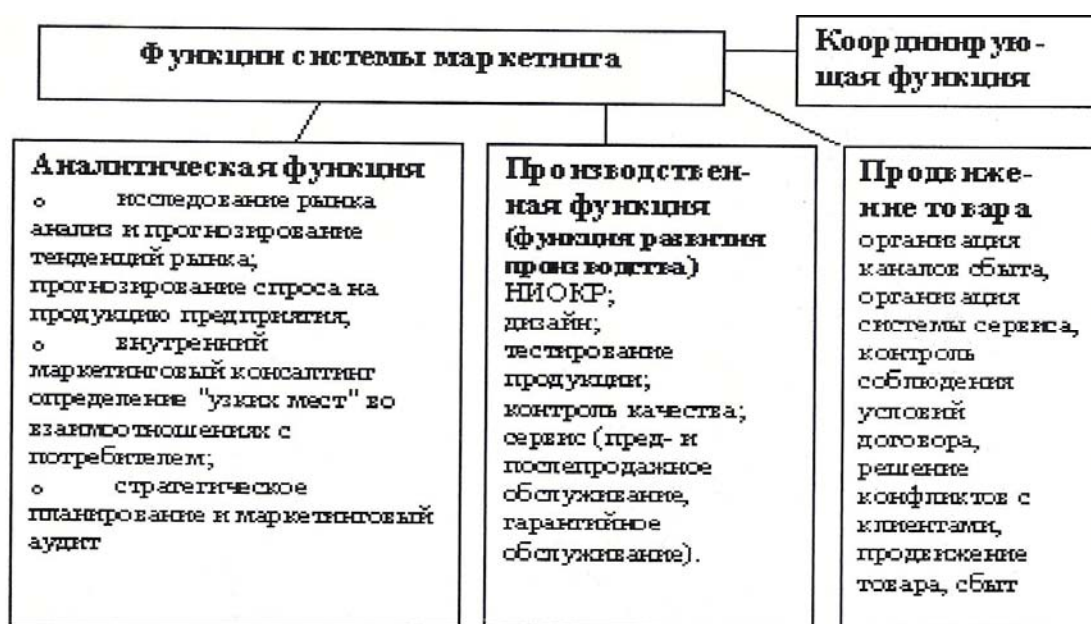 Функции системы маркетинга
Координирую-
щая функция
Аналитическая функция
о исследование рынка
анализ и прогнозирование
тенденций рынка;
прогнозирование спроса на
продукцию предприятия;
о внутренний
маркетинговый консалтинг
определение "узких мест" во
взаимоотношениях с
потребителем;
о стратегическое
планирование и маркетинговый
аудит
Производствен-
ная функция
(функция развития
производства)
НИОКР;
дизайн;
тестирование
продукции;
контроль качества;
сервис (пред- и
послепродажное
обслуживание,
гарантийное
обслуживание).
Продвиже-
ние товара
организация
каналов сбыта,
организация
системы сервиса,
контроль
соблюдения
условий
договора,
решение
конфликтов с
клиентами,
продвижение
товара, сбыт